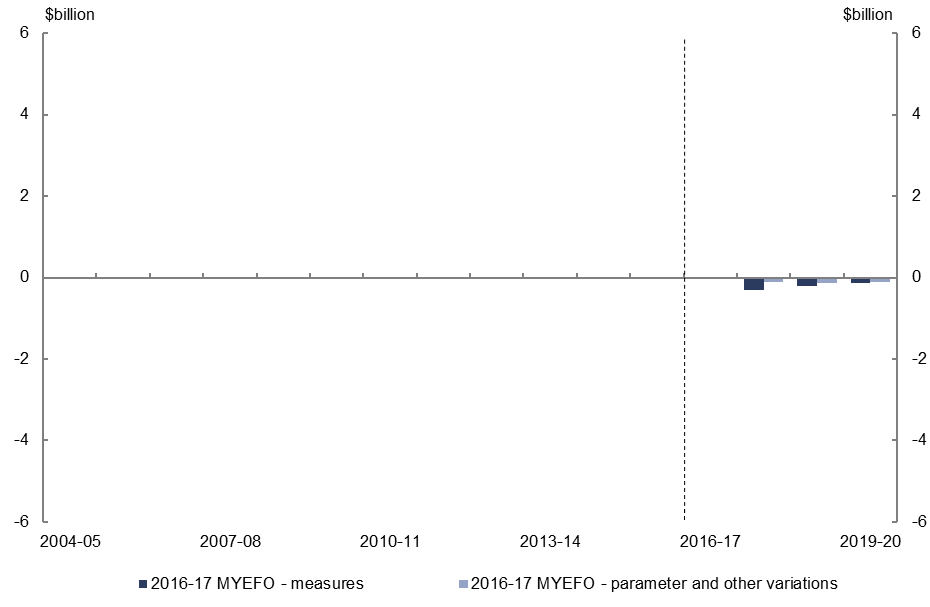 $billion $billion
6 6
4 4
2 2
0 0
-2 -2
-4 -4
-6 -6
2004-05 2007-08 2010-11 2013-14 2016-17 2019-20
2016-17 MYEFO - measures 2016-17 MYEFO - parameter and other variations